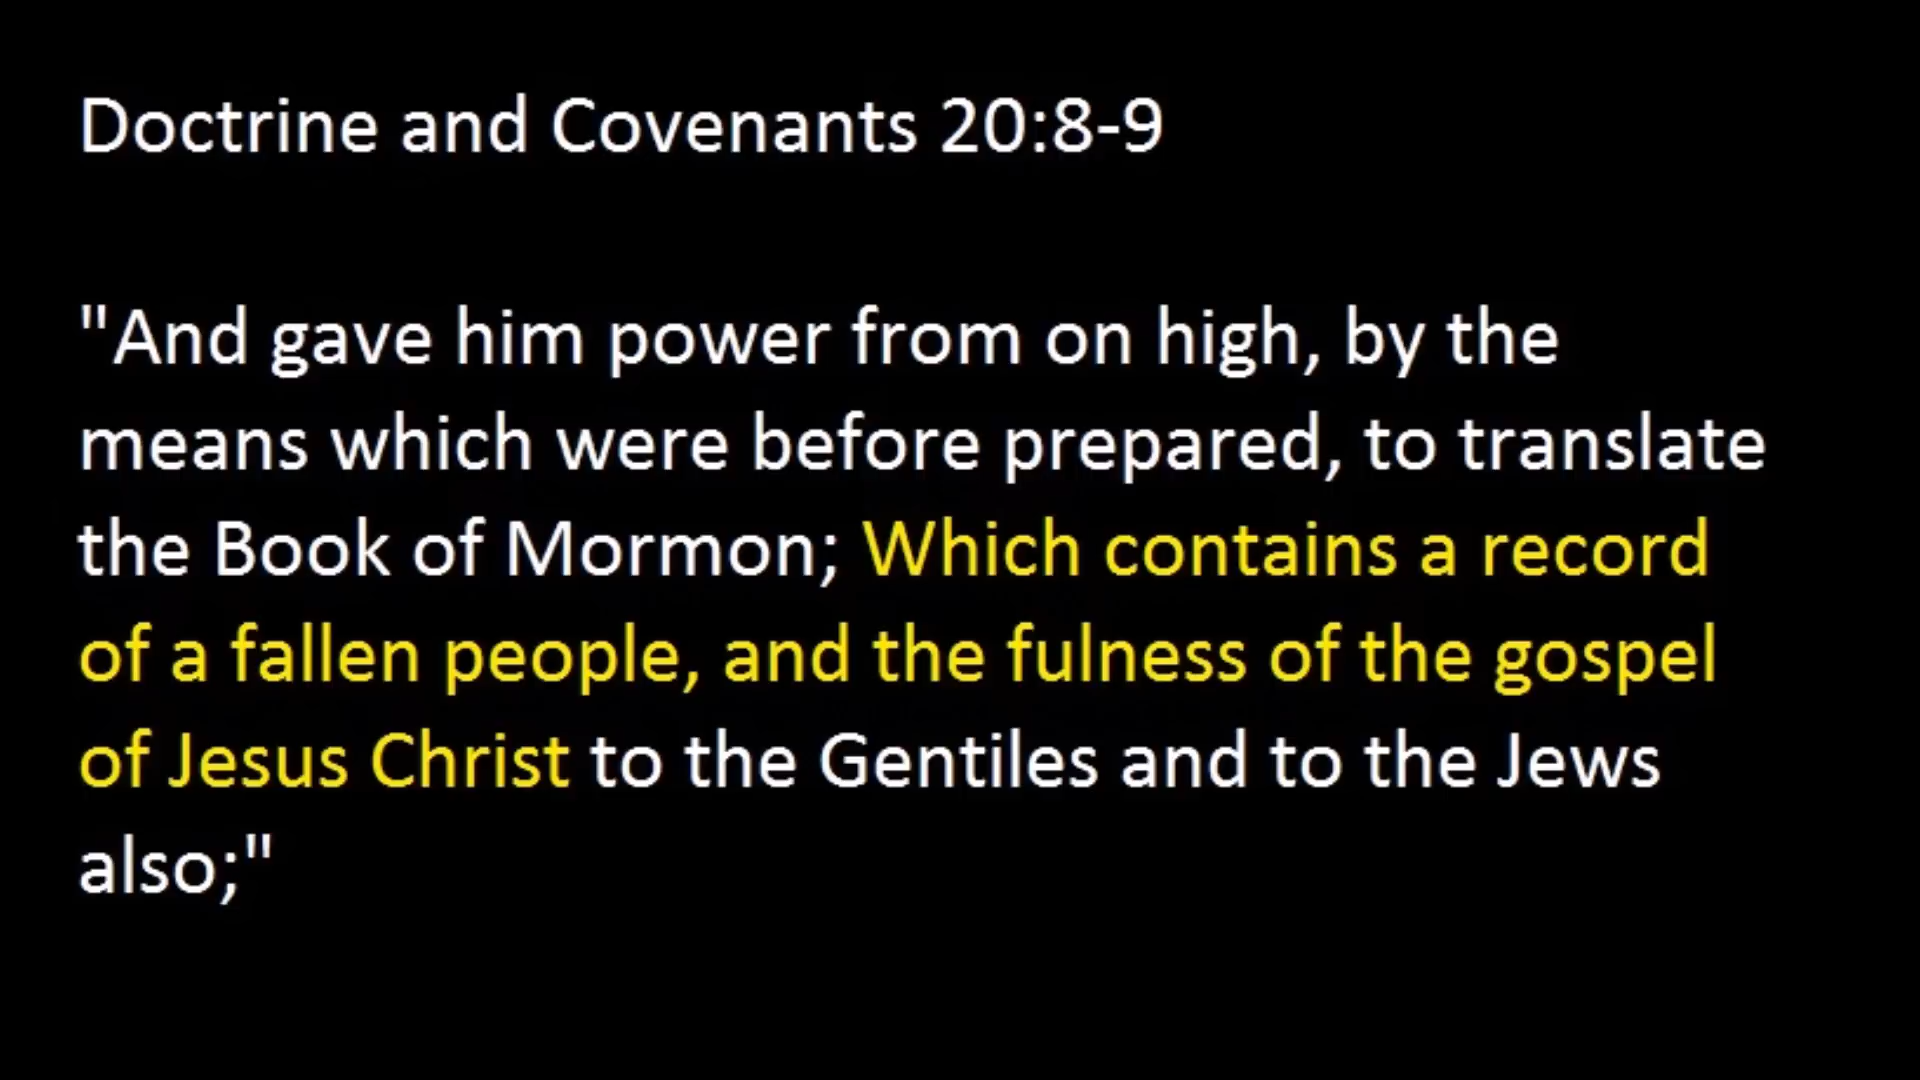 Doctrine and Covenants 20:8-9
"And gave him power from on high, by the
means which were before prepared, to translate
the Book of Mormon; Which contains a record
of a fallen people, and the fulness of the gospel
of Jesus Christ to the Gentiles and to the Jews
also;"